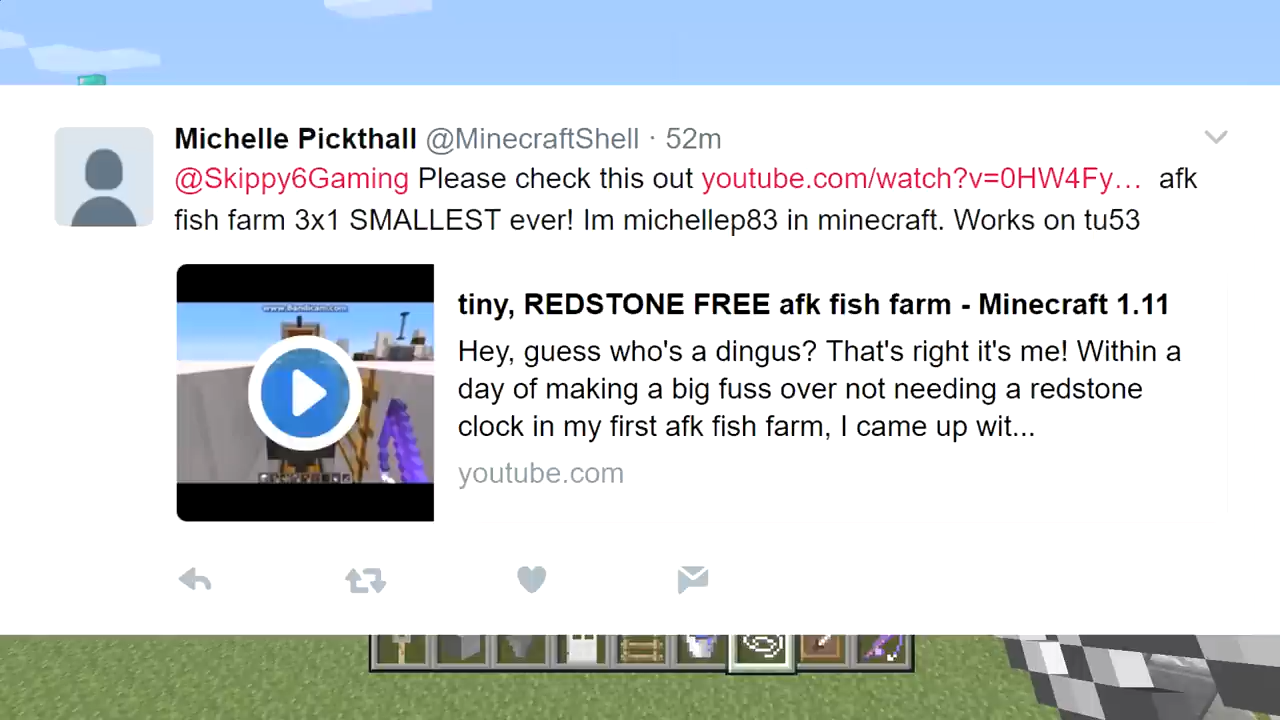 Michelle Pickthall @MinecraftShell · 52m
@Skippy6Gaming Please check this out youtube.com/watch?v=0HW4Fy… afk
fish farm 3x1 SMALLEST ever! Im michellep83 in minecraft. Works on tu53
www.Bandicam.com
tiny, REDSTONE FREE afk fish farm - Minecraft 1.11
Hey, guess who's a dingus? That's right it's me! Within a
day of making a big fuss over not needing a redstone
clock in my first afk fish farm, I came up wit...
youtube.com